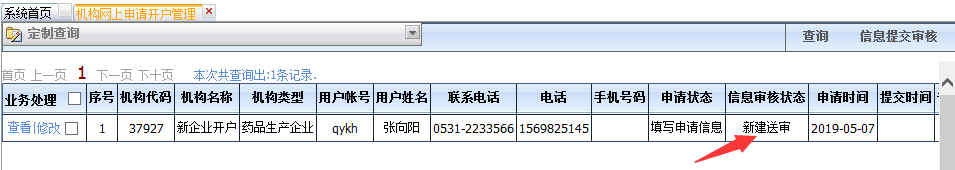 系统首页 机构网上申请开户管理
定制查询 查询 信息提交审核
首页 上一页 1 下一页 下十页 本次共查询出:1条记录.
业务处理 序号 机构代码 机构名称 机构类型 用户帐号 用户姓名 联系电话 电话 手机号码 申请状态 信息审核状态 申请时间 提交时间
查看|修改 1 37927 新企业开户 药品生产企业 qykh 张向阳 0531-2233566 1569825145 填写申请信息 新建送审 2019-05-07